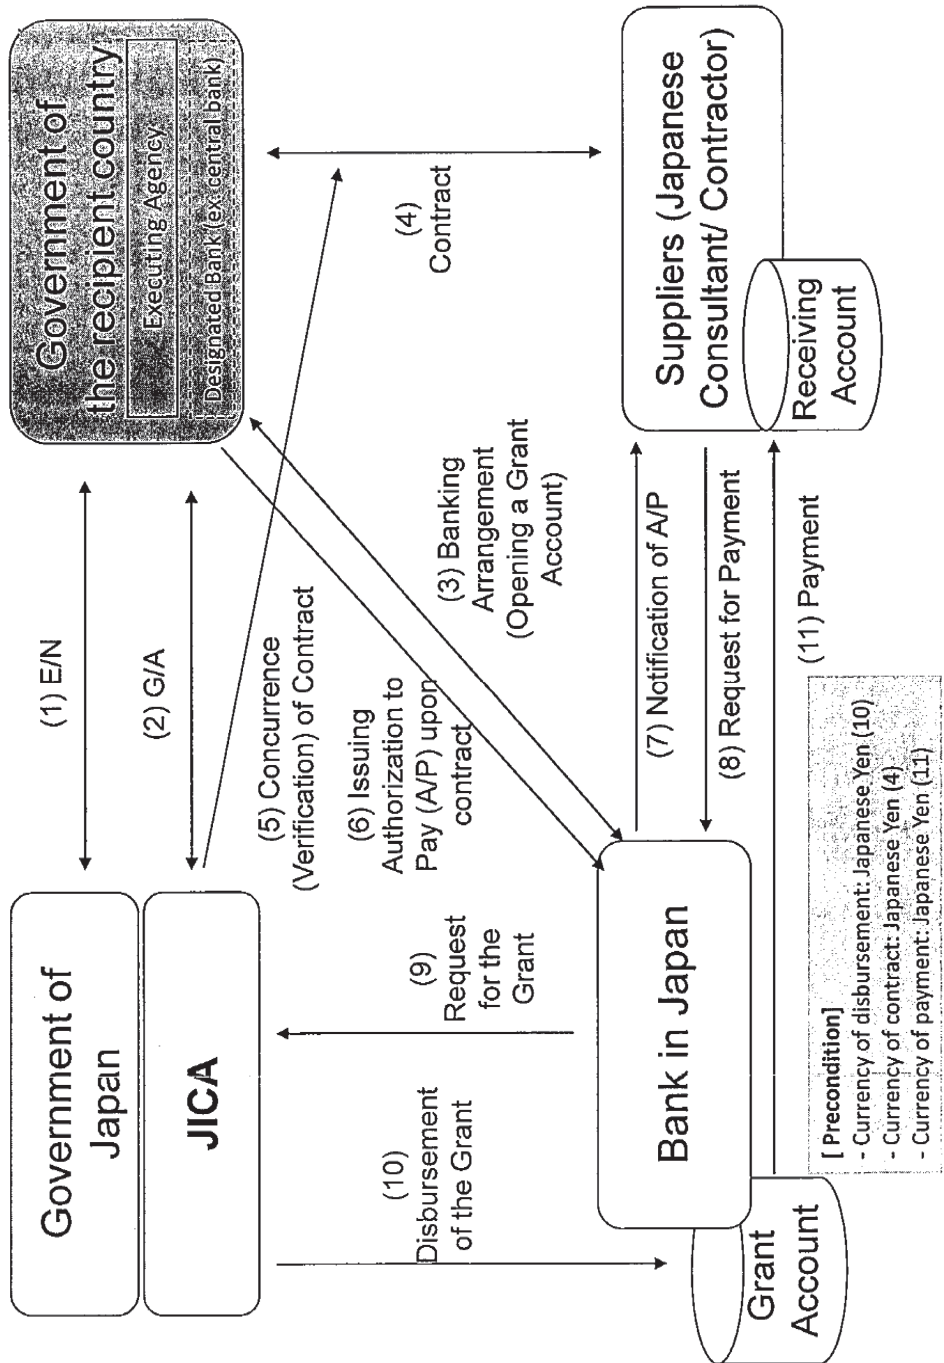 Government of
Japan
JICA
(1) E/N
(2) G/A
Government of
the recipient country
Executing Agency
Designated Bank (ex central bank)
(5) Concurrence
(Verification) of Contract
(6) Issuing
Authorization to
Pay (A/P) upon
contract
(3) Banking
Arrangement
(Opening a Grant
Account)
(4)
Contract
(10)
Disbursement
of the Grant
(9)
Request
for the
Grant
Bank in Japan
Grant
Account
(7) Notification of A/P
(8) Request for Payment
(11) Payment
Suppliers (Japanese
Consultant/ Contractor)
Receiving
Account
[ Precondition]
- Currency of disbursement: Japanese Yen (10)
- Currency of contract: Japanese Yen (4)
- Currency of payment: Japanese Yen (11)